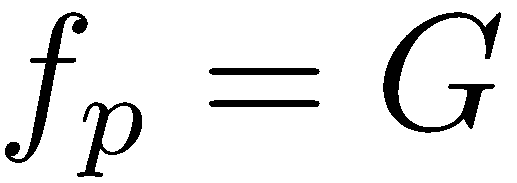 f_p = G